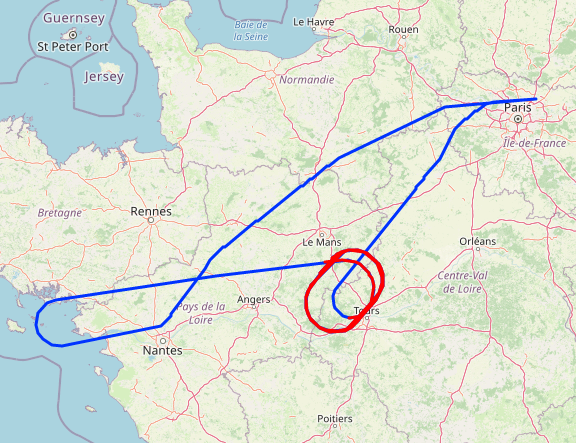 Guernsey
St Peter Port
Jersey
Baie de
la Seine
Le Havre
Rouen
Normandie
Paris
Île-de-France
Bretagne
Rennes
Le Mans
Orléans
Centre-Val
de Loire
Angers
Pays de la
Loire
Tours
Nantes
Poitiers